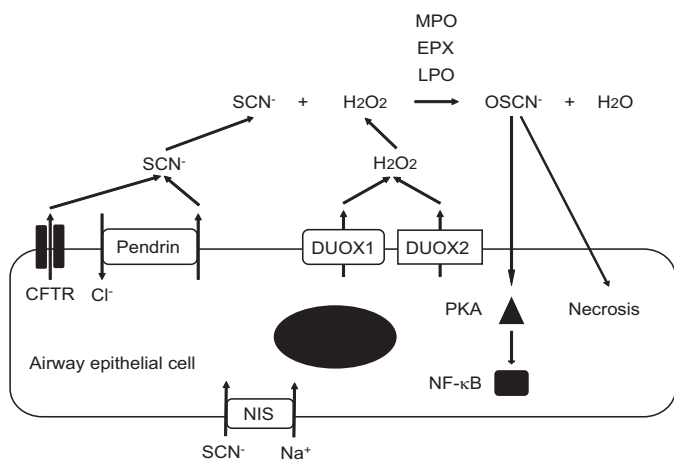 MPO
EPX
LPO
SCN⁻ + H2O2 OSCN⁻ + H2O
SCN⁻
H2O2
Pendrin
DUOX1
DUOX2
CFTR
Cl⁻
PKA
Necrosis
Airway epithelial cell
NF-κB
NIS
SCN⁻
Na⁺